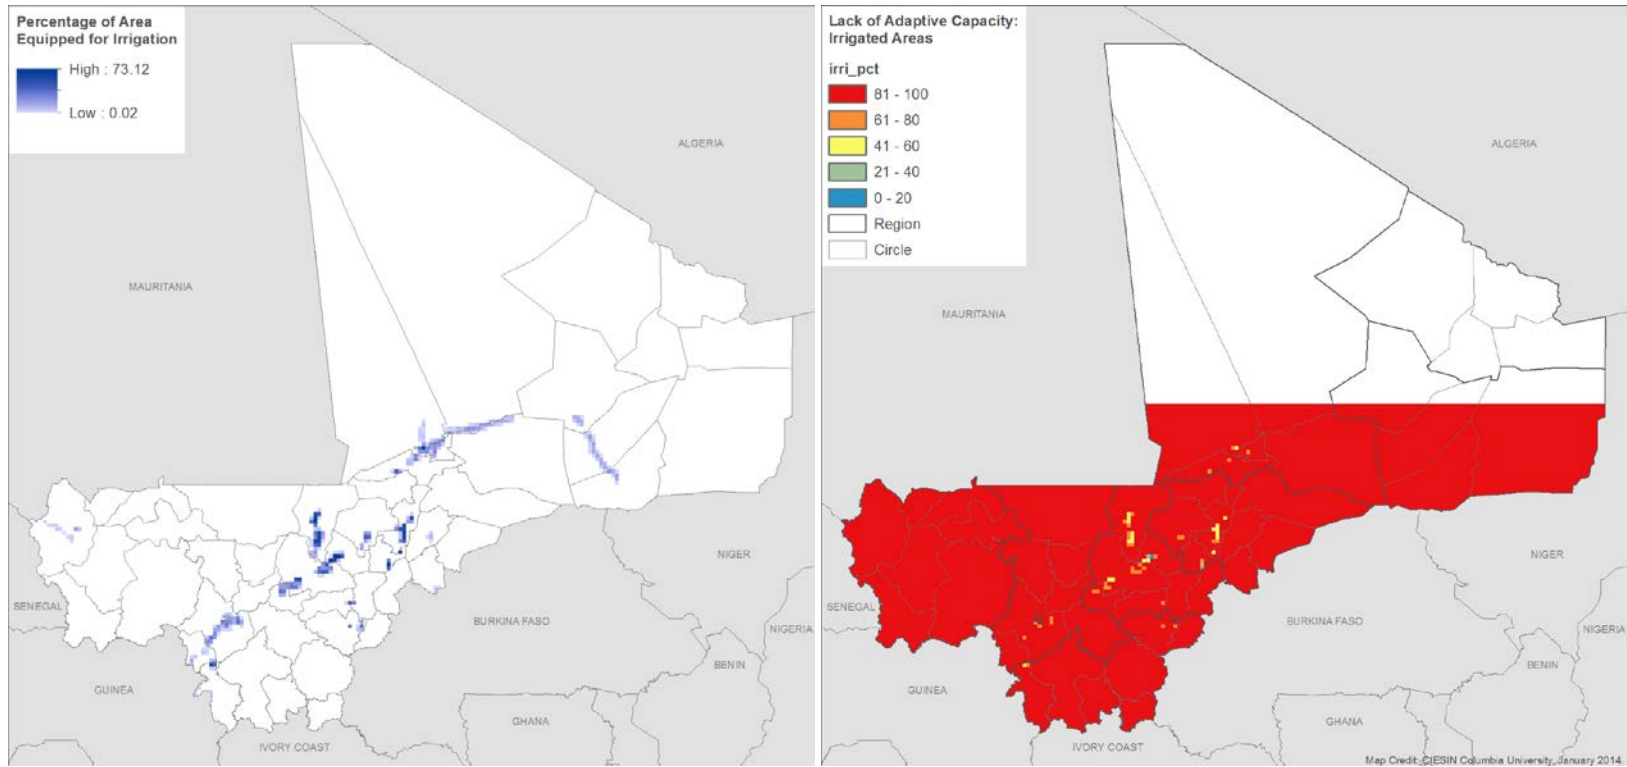 Percentage of Area
Equipped for Irrigation
High : 73.12
Low : 0.02
ALGERIA
MAURITANIA
NIGER
SENEGAL
BURKINA FASO
NIGERIA
BENIN
GUINEA
GHANA
IVORY COAST
Lack of Adaptive Capacity:
Irrigated Areas
irri_pct
81 - 100
61 - 80
41 - 60
21 - 40
0 - 20
Region
Circle
ALGERIA
MAURITANIA
NIGER
SENEGAL
BURKINA FASO
NIGERIA
BENIN
GUINEA
GHANA
IVORY COAST
Map Credit: CIESIN Columbia University, January 2014.